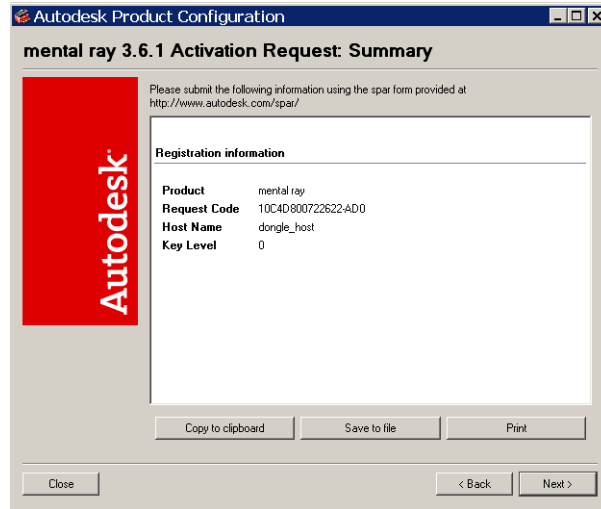 Autodesk Product Configuration
mental ray 3.6.1 Activation Request: Summary
Please submit the following information using the spar form provided at
http://www.autodesk.com/spar/
Autodesk
Registration information
Product mental ray
Request Code 10C4D800722622-AD0
Host Name dongle_host
Key Level 0
Copy to clipboard Save to file Print
Close < Back Next >